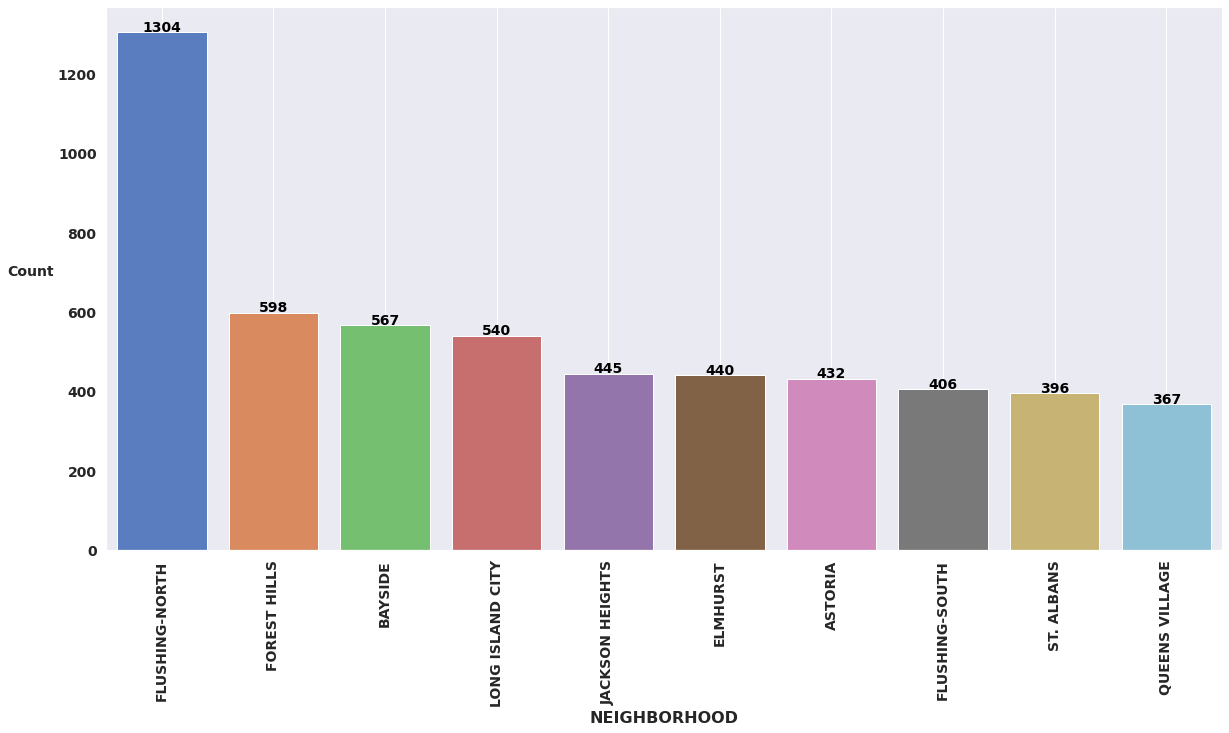 1304
1200
1000
800
Count
600
598
567
540
445
440
432
406
396
367
400
200
0
FLUSHING-NORTH
FOREST HILLS
BAYSIDE
LONG ISLAND CITY
JACKSON HEIGHTS
ELMHURST
ASTORIA
FLUSHING-SOUTH
ST. ALBANS
QUEENS VILLAGE
NEIGHBORHOOD